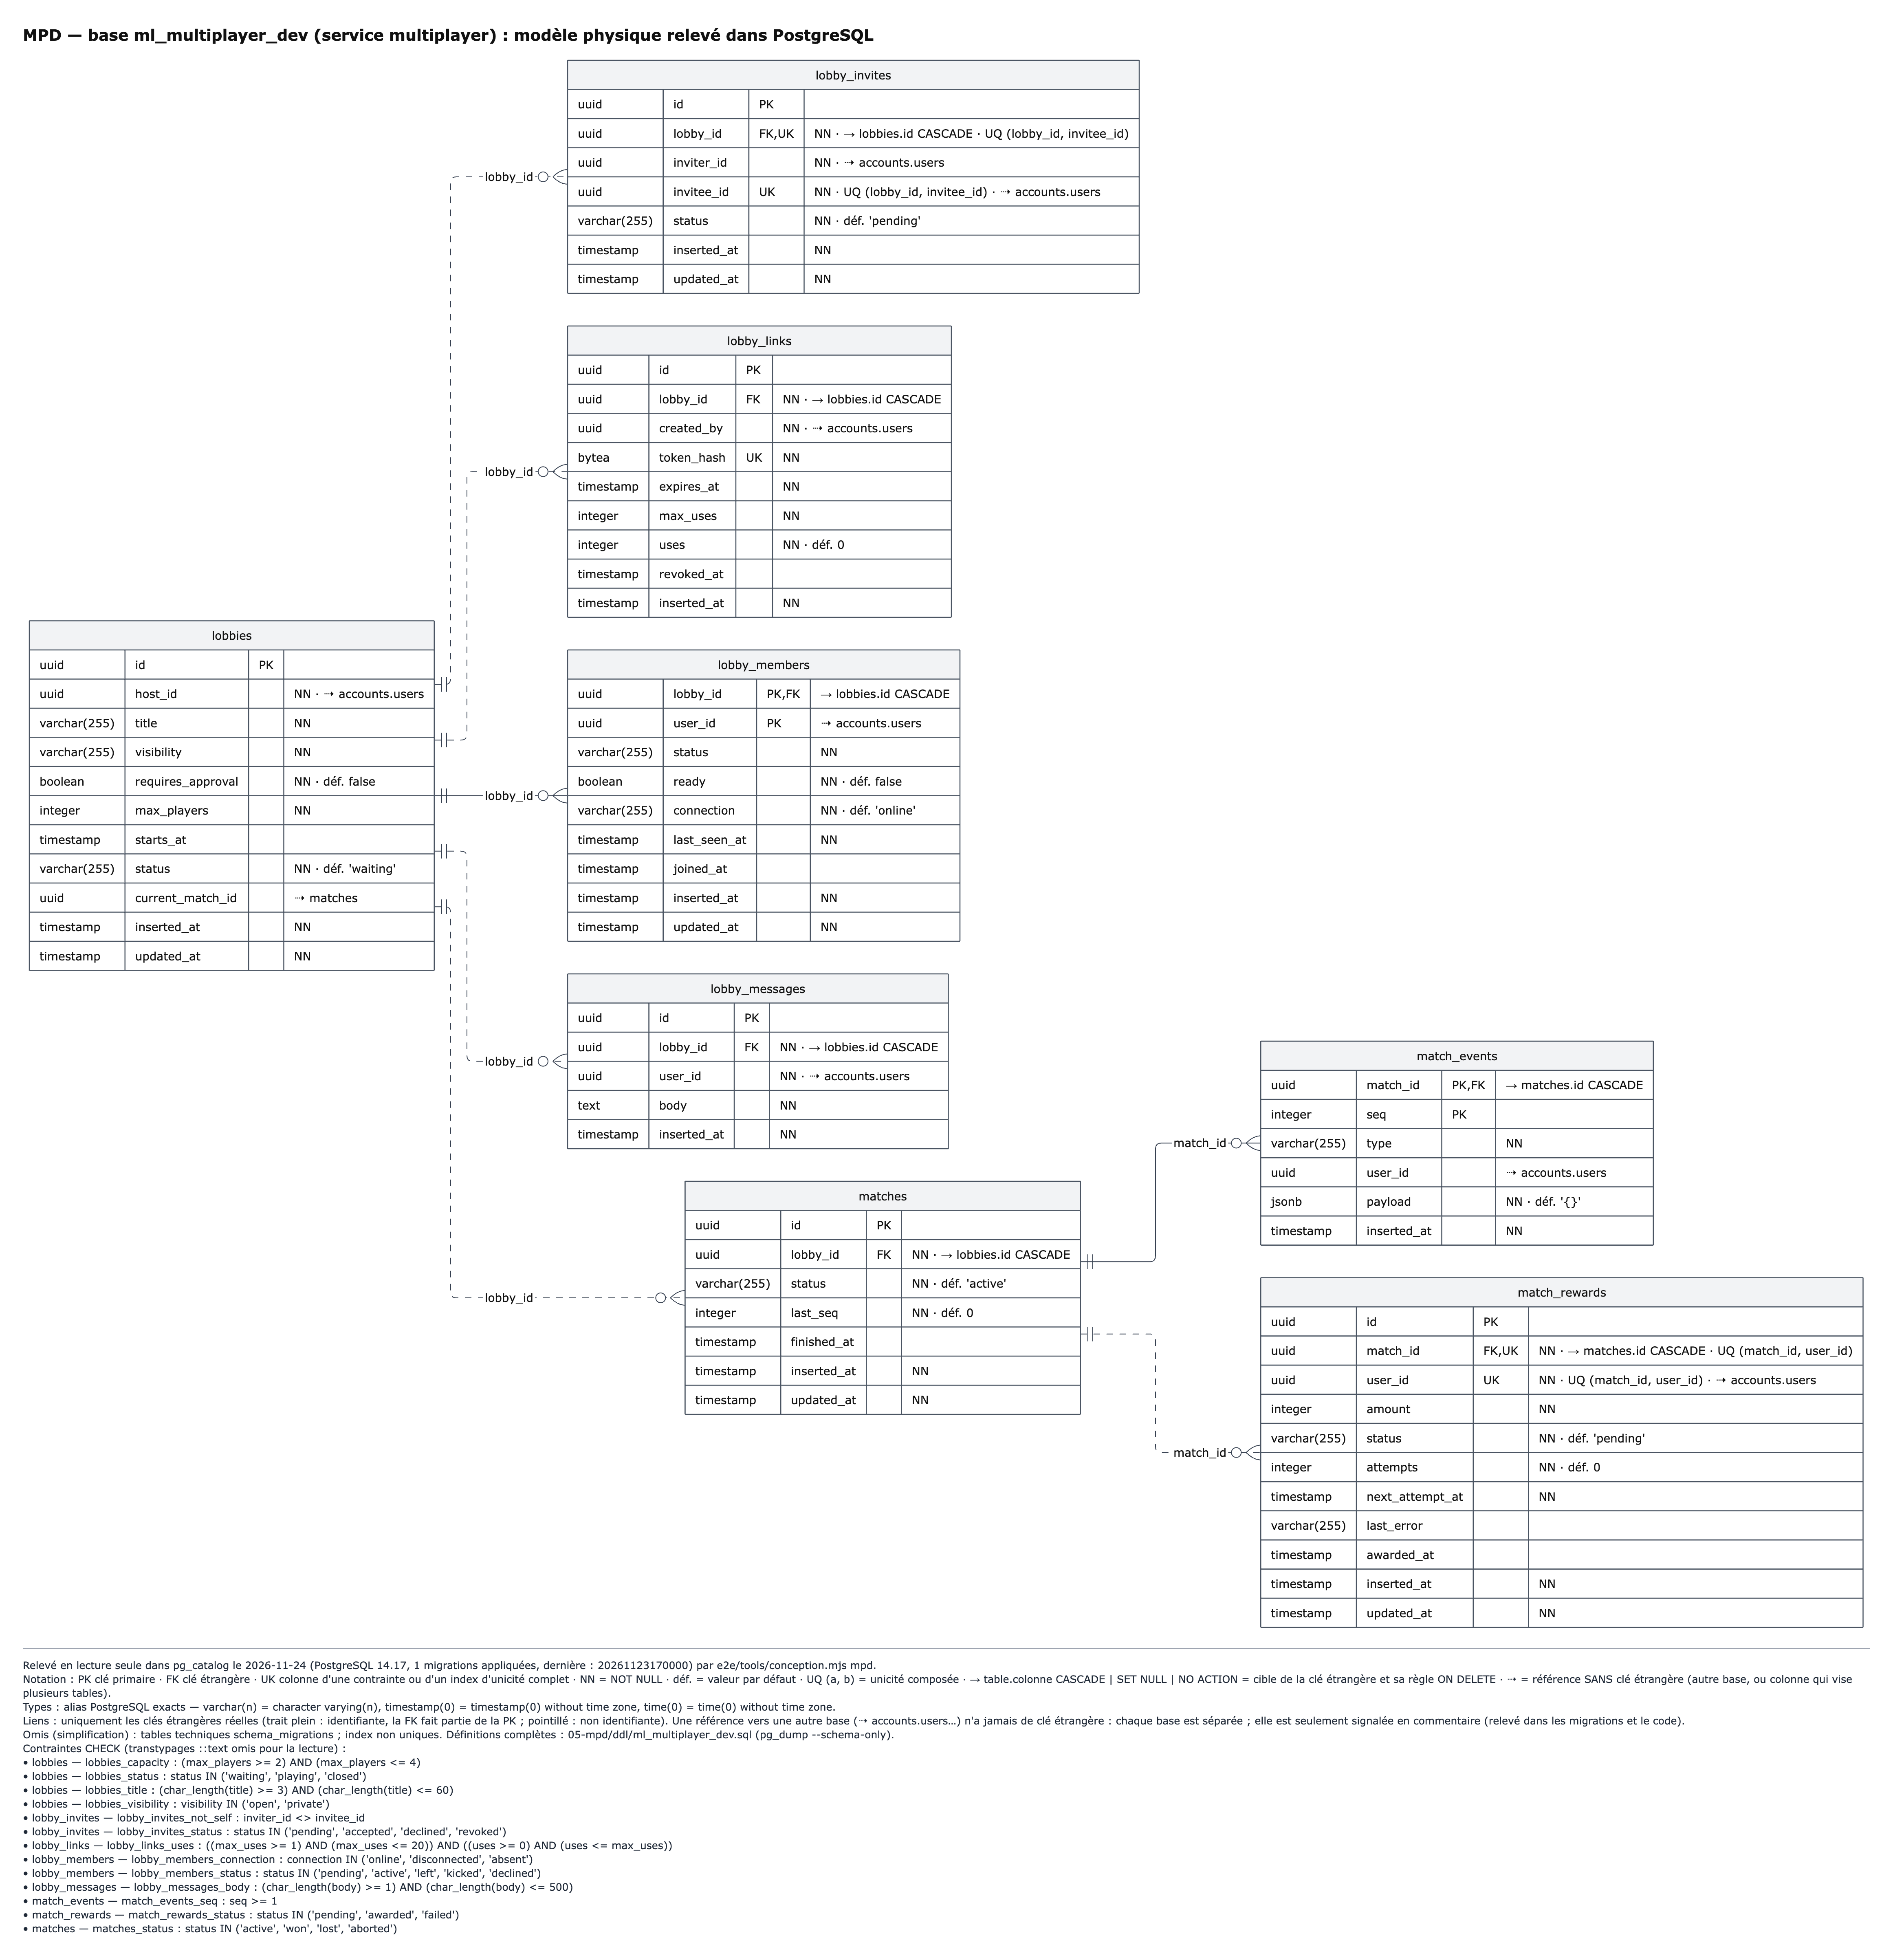 MPD — base ml_multiplayer_dev (service multiplayer) : modèle physique relevé dans PostgreSQL
lobby_invites
uuid id PK
uuid lobby_id FK,UK NN · → lobbies.id CASCADE · UQ (lobby_id, invitee_id)
uuid inviter_id NN · ⇢ accounts.users
uuid invitee_id UK NN · UQ (lobby_id, invitee_id) · ⇢ accounts.users
varchar(255) status NN · déf. 'pending'
timestamp inserted_at NN
timestamp updated_at NN
lobby_id
lobby_links
uuid id PK
uuid lobby_id FK NN · → lobbies.id CASCADE
uuid created_by NN · ⇢ accounts.users
bytea token_hash UK NN
timestamp expires_at NN
integer max_uses NN
integer uses NN · déf. 0
timestamp revoked_at
timestamp inserted_at NN
lobby_id
lobbies
uuid id PK
uuid host_id NN · ⇢ accounts.users
varchar(255) title NN
varchar(255) visibility NN
boolean requires_approval NN · déf. false
integer max_players NN
timestamp starts_at
varchar(255) status NN · déf. 'waiting'
uuid current_match_id ⇢ matches
timestamp inserted_at NN
timestamp updated_at NN
lobby_members
uuid lobby_id PK,FK → lobbies.id CASCADE
uuid user_id PK ⇢ accounts.users
varchar(255) status NN
boolean ready NN · déf. false
varchar(255) connection NN · déf. 'online'
timestamp last_seen_at NN
timestamp joined_at
timestamp inserted_at NN
timestamp updated_at NN
lobby_id
lobby_messages
uuid id PK
uuid lobby_id FK NN · → lobbies.id CASCADE
uuid user_id NN · ⇢ accounts.users
text body NN
timestamp inserted_at NN
lobby_id
matches
uuid id PK
uuid lobby_id FK NN · → lobbies.id CASCADE
varchar(255) status NN · déf. 'active'
integer last_seq NN · déf. 0
timestamp finished_at
timestamp inserted_at NN
timestamp updated_at NN
lobby_id
match_events
uuid match_id PK,FK → matches.id CASCADE
integer seq PK
varchar(255) type NN
uuid user_id ⇢ accounts.users
jsonb payload NN · déf. '{}'
timestamp inserted_at NN
match_id
match_rewards
uuid id PK
uuid match_id FK,UK NN · → matches.id CASCADE · UQ (match_id, user_id)
uuid user_id UK NN · UQ (match_id, user_id) · ⇢ accounts.users
integer amount NN
varchar(255) status NN · déf. 'pending'
integer attempts NN · déf. 0
timestamp next_attempt_at NN
varchar(255) last_error
timestamp awarded_at
timestamp inserted_at NN
timestamp updated_at NN
match_id
Relevé en lecture seule dans pg_catalog le 2026-11-24 (PostgreSQL 14.17, 1 migrations appliquées, dernière : 20261123170000) par e2e/tools/conception.mjs mpd.
Notation : PK clé primaire · FK clé étrangère · UK colonne d'une contrainte ou d'un index d'unicité complet · NN = NOT NULL · déf. = valeur par défaut · UQ (a, b) = unicité composée · → table.colonne CASCADE | SET NULL | NO ACTION = cible de la clé étrangère et sa règle ON DELETE · ⇢ = référence SANS clé étrangère (autre base, ou colonne qui vise
plusieurs tables).
Types : alias PostgreSQL exacts — varchar(n) = character varying(n), timestamp(0) = timestamp(0) without time zone, time(0) = time(0) without time zone.
Liens : uniquement les clés étrangères réelles (trait plein : identifiante, la FK fait partie de la PK ; pointillé : non identifiante). Une référence vers une autre base (⇢ accounts.users…) n'a jamais de clé étrangère : chaque base est séparée ; elle est seulement signalée en commentaire (relevé dans les migrations et le code).
Omis (simplification) : tables techniques schema_migrations ; index non uniques. Définitions complètes : 05-mpd/ddl/ml_multiplayer_dev.sql (pg_dump --schema-only).
Contraintes CHECK (transtypages ::text omis pour la lecture) :
• lobbies — lobbies_capacity : (max_players >= 2) AND (max_players <= 4)
• lobbies — lobbies_status : status IN ('waiting', 'playing', 'closed')
• lobbies — lobbies_title : (char_length(title) >= 3) AND (char_length(title) <= 60)
• lobbies — lobbies_visibility : visibility IN ('open', 'private')
• lobby_invites — lobby_invites_not_self : inviter_id <> invitee_id
• lobby_invites — lobby_invites_status : status IN ('pending', 'accepted', 'declined', 'revoked')
• lobby_links — lobby_links_uses : ((max_uses >= 1) AND (max_uses <= 20)) AND ((uses >= 0) AND (uses <= max_uses))
• lobby_members — lobby_members_connection : connection IN ('online', 'disconnected', 'absent')
• lobby_members — lobby_members_status : status IN ('pending', 'active', 'left', 'kicked', 'declined')
• lobby_messages — lobby_messages_body : (char_length(body) >= 1) AND (char_length(body) <= 500)
• match_events — match_events_seq : seq >= 1
• match_rewards — match_rewards_status : status IN ('pending', 'awarded', 'failed')
• matches — matches_status : status IN ('active', 'won', 'lost', 'aborted')